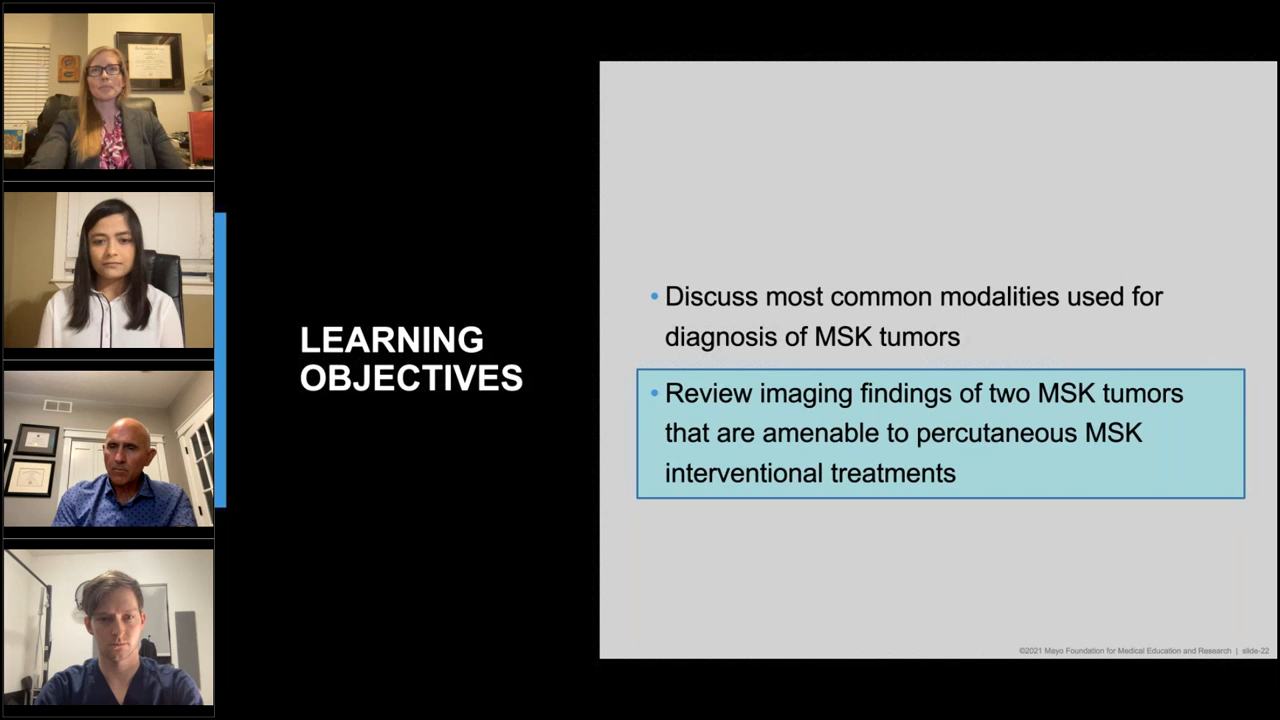 LEARNING
OBJECTIVES
• Discuss most common modalities used for
diagnosis of MSK tumors
• Review imaging findings of two MSK tumors
that are amenable to percutaneous MSK
interventional treatments
©2021 Mayo Foundation for Medical Education and Research | slide-22